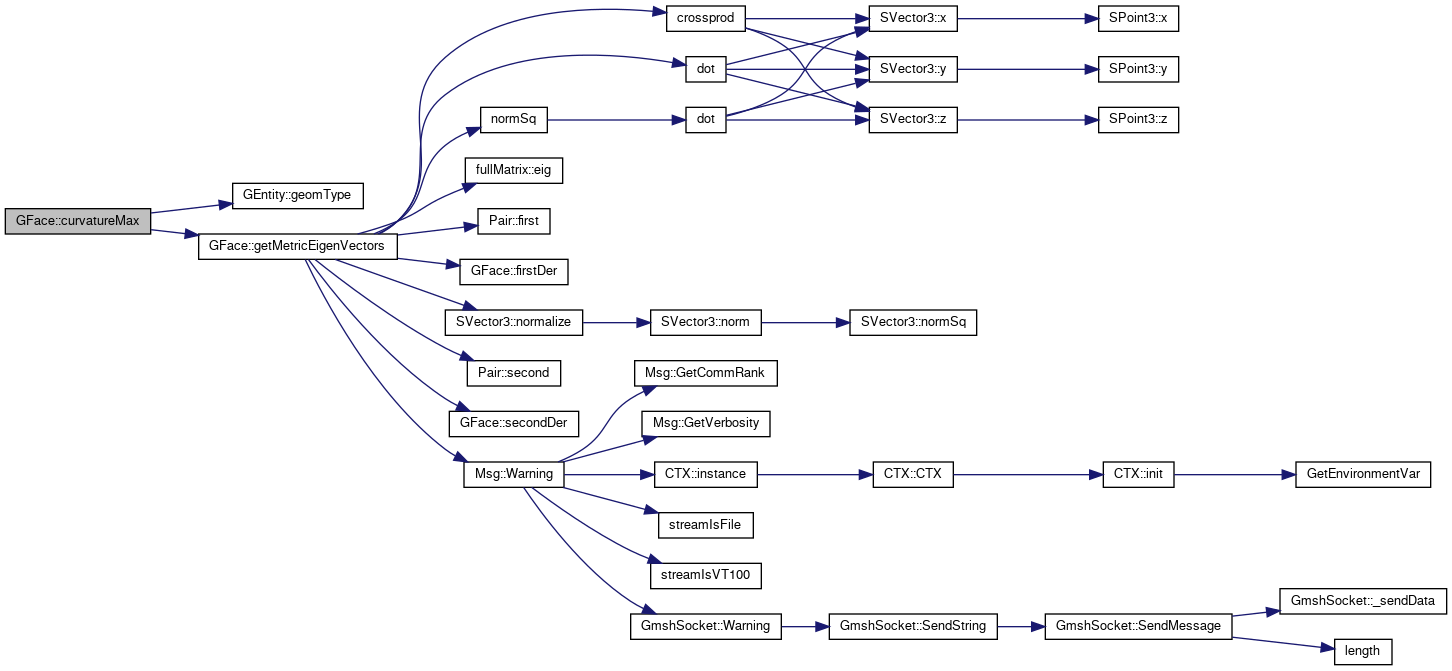 GFace::curvatureMax
GEntity::geomType
GFace::getMetricEigenVectors
crossprod
dot
normSq
dot
SVector3::x
SVector3::y
SVector3::z
SPoint3::x
SPoint3::y
SPoint3::z
fullMatrix::eig
Pair::first
GFace::firstDer
SVector3::normalize
SVector3::norm
SVector3::normSq
Pair::second
GFace::secondDer
Msg::Warning
Msg::GetCommRank
Msg::GetVerbosity
CTX::instance
CTX::CTX
CTX::init
GetEnvironmentVar
streamIsFile
streamIsVT100
GmshSocket::Warning
GmshSocket::SendString
GmshSocket::SendMessage
GmshSocket::_sendData
length